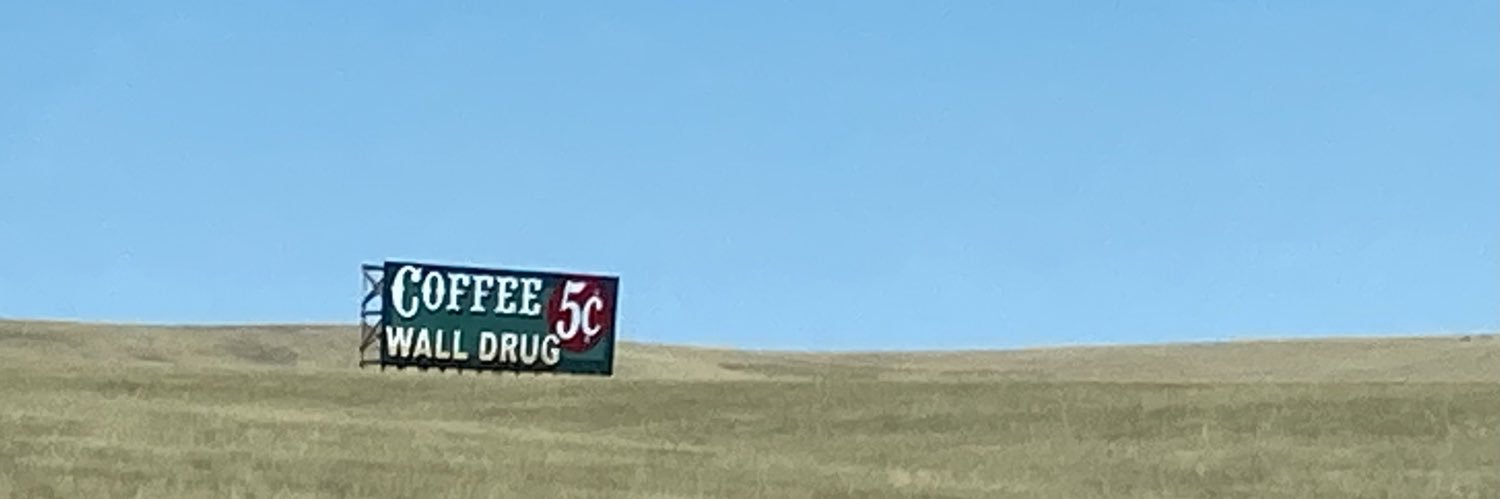 COFFEE 5¢
WALL DRUG